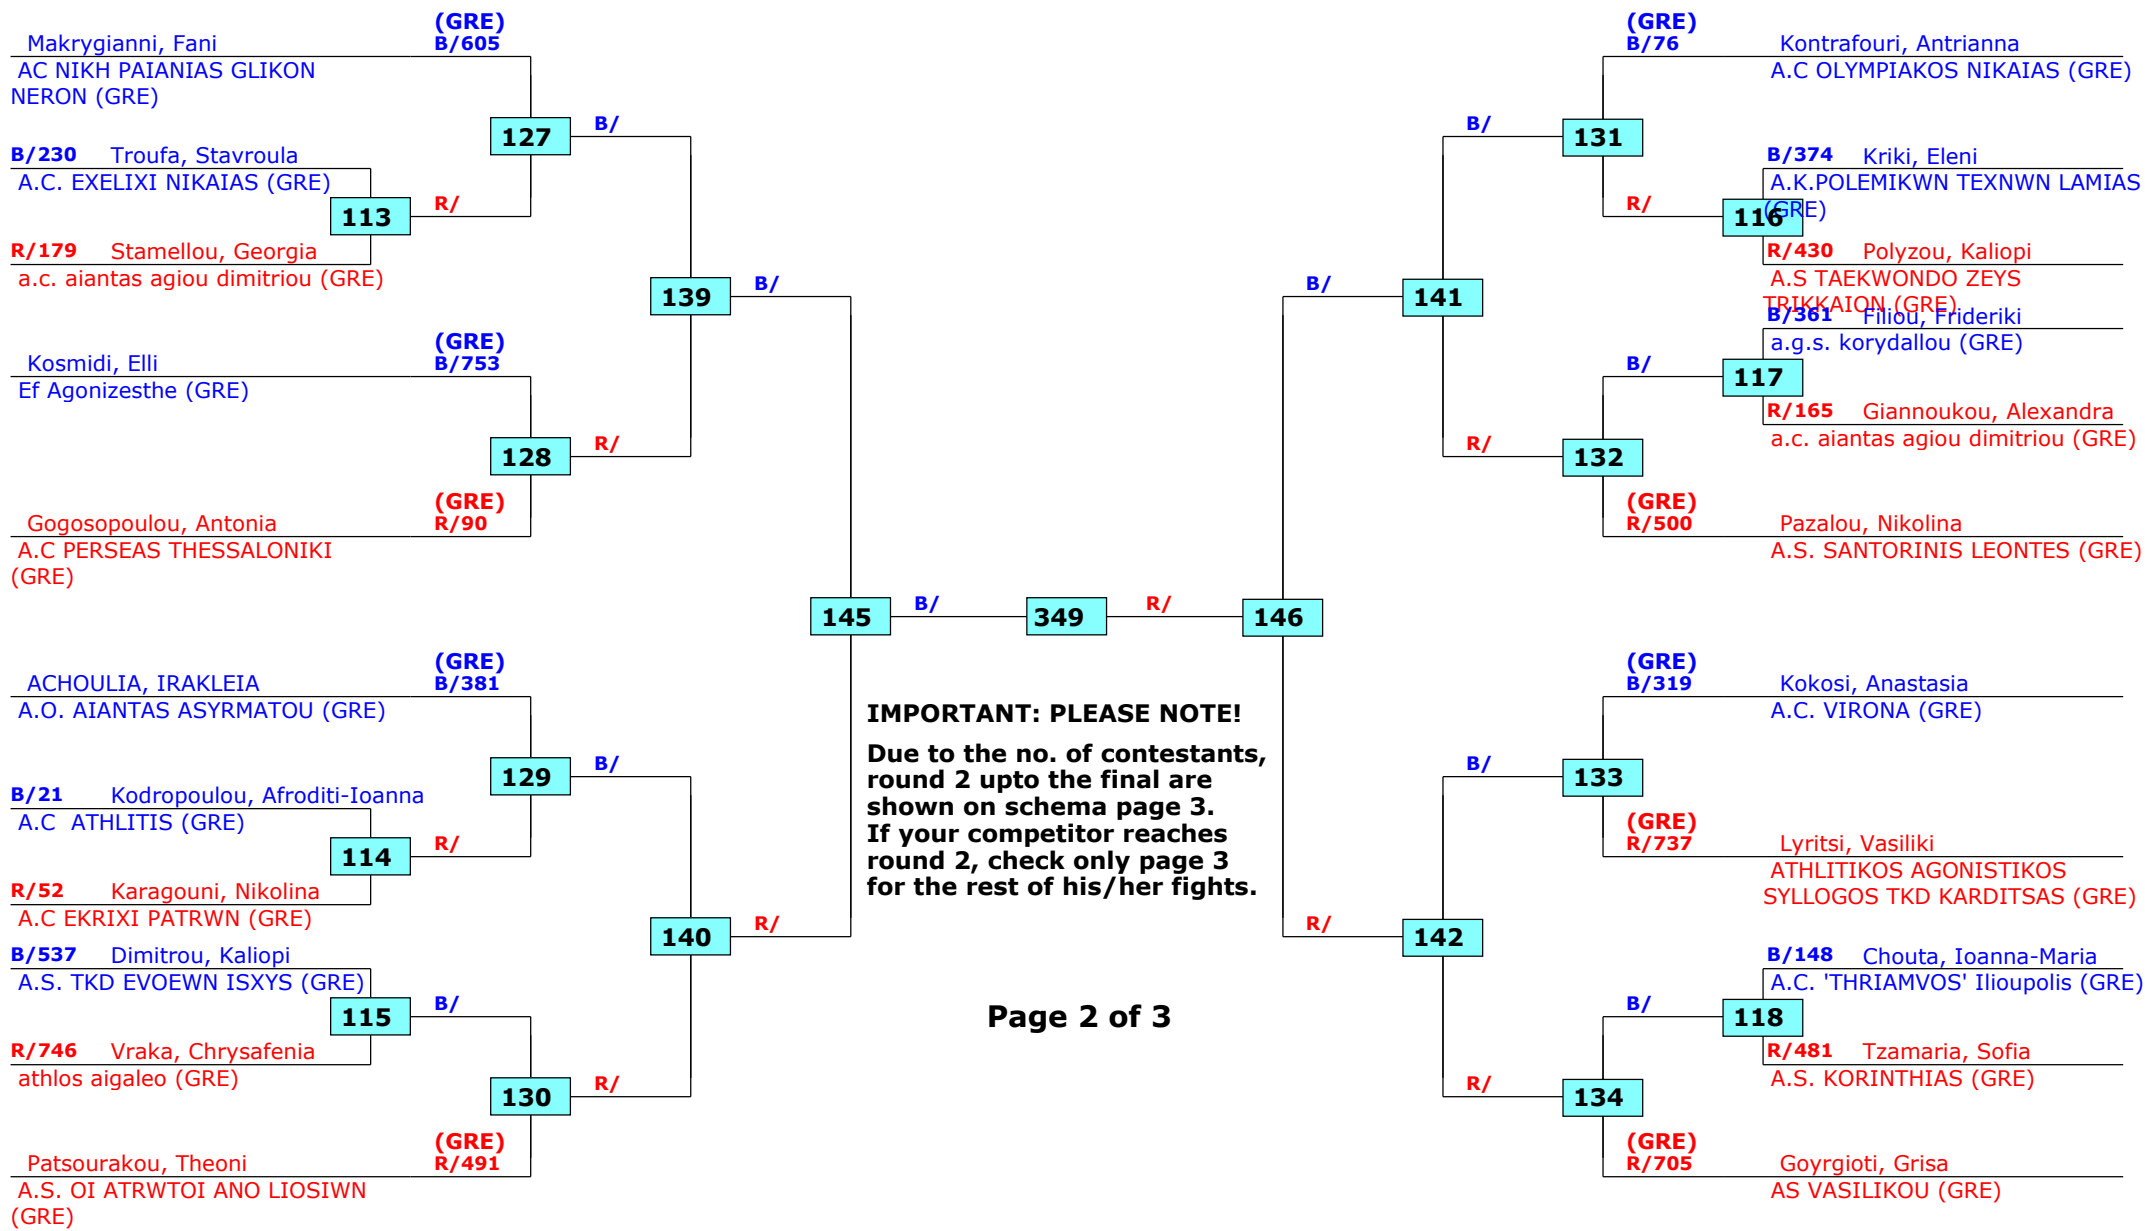 (GRE)
Makrygianni, Fani B/605
AC NIKH PAIANIAS GLIKON
NERON (GRE)
127
B/
B/230 Troufa, Stavroula
A.C. EXELIXI NIKAIAS (GRE)
113
R/
R/179 Stamellou, Georgia
a.c. aiantas agiou dimitriou (GRE)
139
B/
(GRE)
Kosmidi, Elli B/753
Ef Agonizesthe (GRE)
128
R/
(GRE)
Gogosopoulou, Antonia R/90
A.C PERSEAS THESSALONIKI
(GRE)
145
B/
349
R/
146
(GRE)
ACHOULIA, IRAKLEIA B/381
A.O. AIANTAS ASYRMATOU (GRE)
129
B/
B/21 Kodropoulou, Afroditi-Ioanna
A.C  ATHLITIS (GRE)
114
R/
R/52 Karagouni, Nikolina
A.C EKRIXI PATRWN (GRE)
140
R/
B/537 Dimitrou, Kaliopi
A.S. TKD EVOEWN ISXYS (GRE)
115
B/
R/746 Vraka, Chrysafenia
athlos aigaleo (GRE)
130
R/
(GRE)
Patsourakou, Theoni R/491
A.S. OI ATRWTOI ANO LIOSIWN
(GRE)
IMPORTANT: PLEASE NOTE!
Due to the no. of contestants,
round 2 upto the final are
shown on schema page 3.
If your competitor reaches
round 2, check only page 3
for the rest of his/her fights.
Page 2 of 3
(GRE)
B/76 Kontrafouri, Antrianna
A.C OLYMPIAKOS NIKAIAS (GRE)
B/
131
B/374 Kriki, Eleni
A.K.POLEMIKWN TEXNWN LAMIAS
(GRE)
R/
116
R/430 Polyzou, Kaliopi
A.S TAEKWONDO ZEYS
TRIKKAION (GRE)
B/
141
B/361 Filiou, Frideriki
a.g.s. korydallou (GRE)
B/
117
R/165 Giannoukou, Alexandra
a.c. aiantas agiou dimitriou (GRE)
R/
132
(GRE)
R/500 Pazalou, Nikolina
A.S. SANTORINIS LEONTES (GRE)
(GRE)
B/319 Kokosi, Anastasia
A.C. VIRONA (GRE)
B/
133
(GRE)
R/737 Lyritsi, Vasiliki
ATHLITIKOS AGONISTIKOS
SYLLOGOS TKD KARDITSAS (GRE)
R/
142
B/148 Chouta, Ioanna-Maria
A.C. 'THRIAMVOS' Ilioupolis (GRE)
B/
118
R/481 Tzamaria, Sofia
A.S. KORINTHIAS (GRE)
R/
134
(GRE)
R/705 Goyrgioti, Grisa
AS VASILIKOU (GRE)